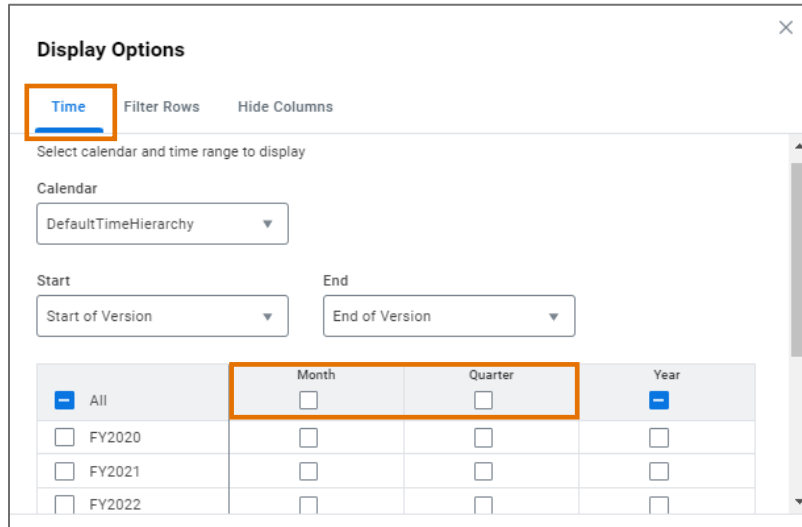 Display Options
Time Filter Rows Hide Columns
Select calendar and time range to display
Calendar
DefaultTimeHierarchy
Start End
Start of Version End of Version
Month Quarter Year
All
FY2020
FY2021
FY2022